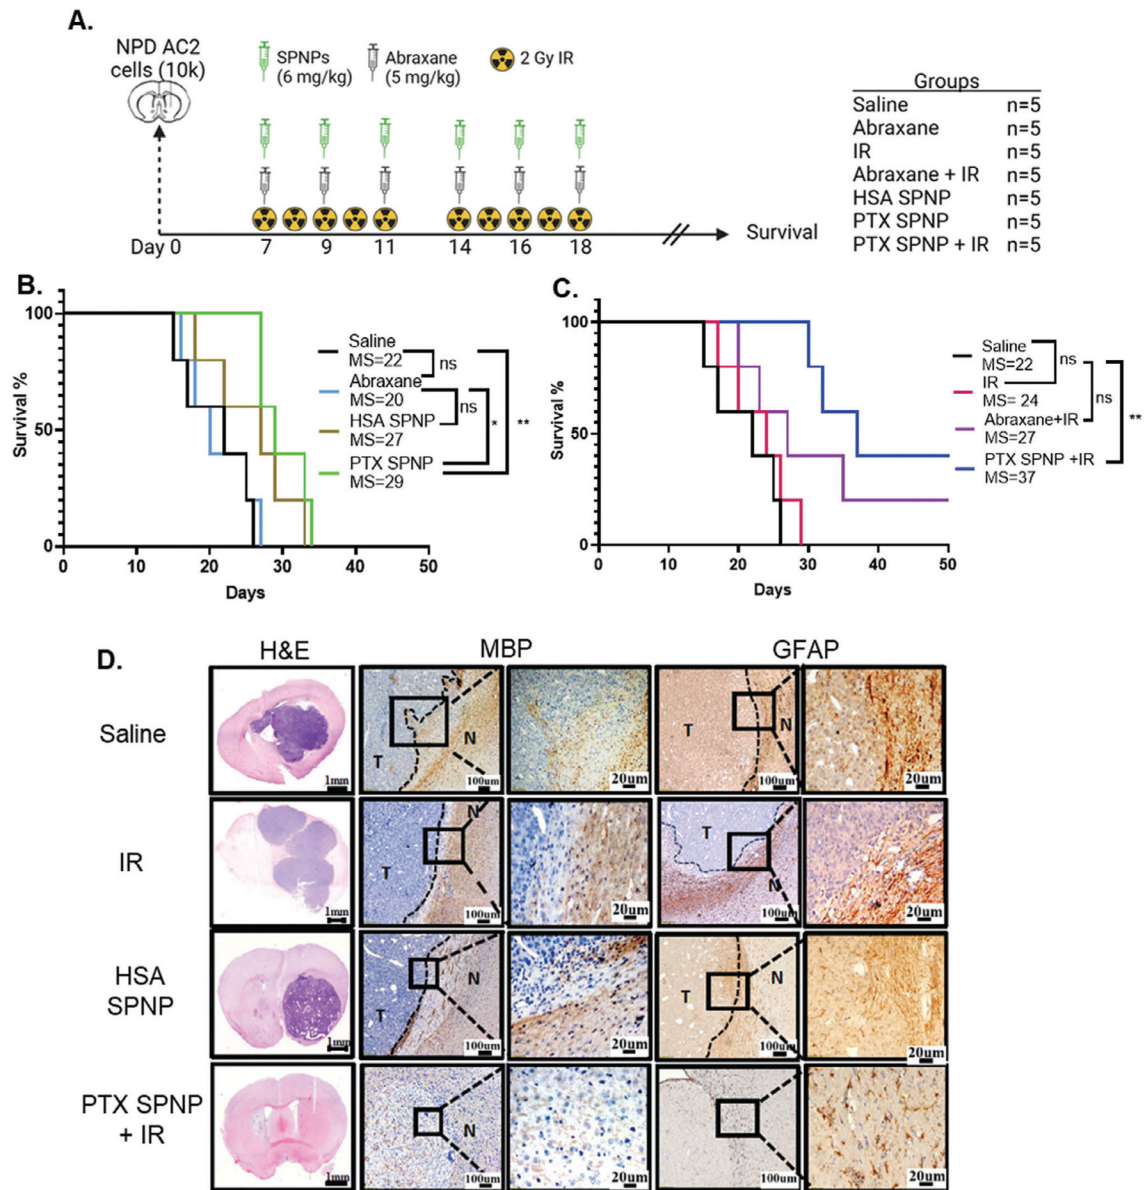 A.
NPD AC2
cells (10k)
SPNPs
(6 mg/kg)
Abraxane
(5 mg/kg)
2 Gy IR
Day 0
7
9
11
14
16
18
Survival
Groups
Saline n=5
Abraxane n=5
IR n=5
Abraxane + IR n=5
HSA SPNP n=5
PTX SPNP n=5
PTX SPNP + IR n=5
B.
Survival %
100
50
0
0 10 20 30 40 50
Days
Saline
MS=22
Abraxane
MS=20
HSA SPNP
MS=27
PTX SPNP
MS=29
ns
ns
*
**
C.
Survival %
100
50
0
0 10 20 30 40 50
Days
Saline
MS=22
IR
MS= 24
Abraxane+IR
MS=27
PTX SPNP +IR
MS=37
ns
ns
**
D.
H&E MBP GFAP
Saline
1mm
T N 100um
20um
T N 100um
20um
IR
1mm
T N 100um
20um
T N 100um
20um
HSA
SPNP
1mm
T N 100um
20um
T N 100um
20um
PTX SPNP
+ IR
1mm
N 100um
20um
100um
20um